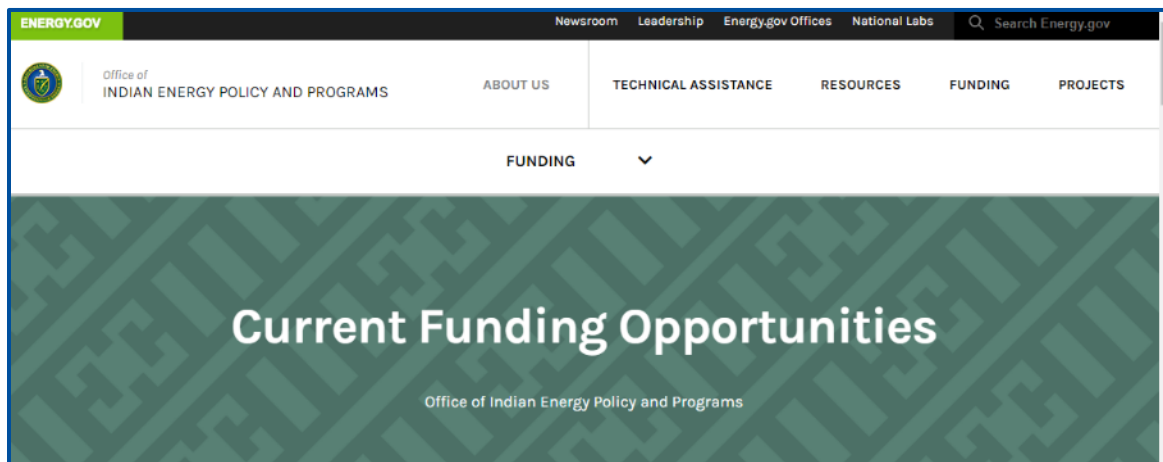 ENERGY.GOV
Newsroom Leadership Energy.gov Offices National Labs Search Energy.gov
Office of
INDIAN ENERGY POLICY AND PROGRAMS
ABOUT US TECHNICAL ASSISTANCE RESOURCES FUNDING PROJECTS
FUNDING
Current Funding Opportunities
Office of Indian Energy Policy and Programs